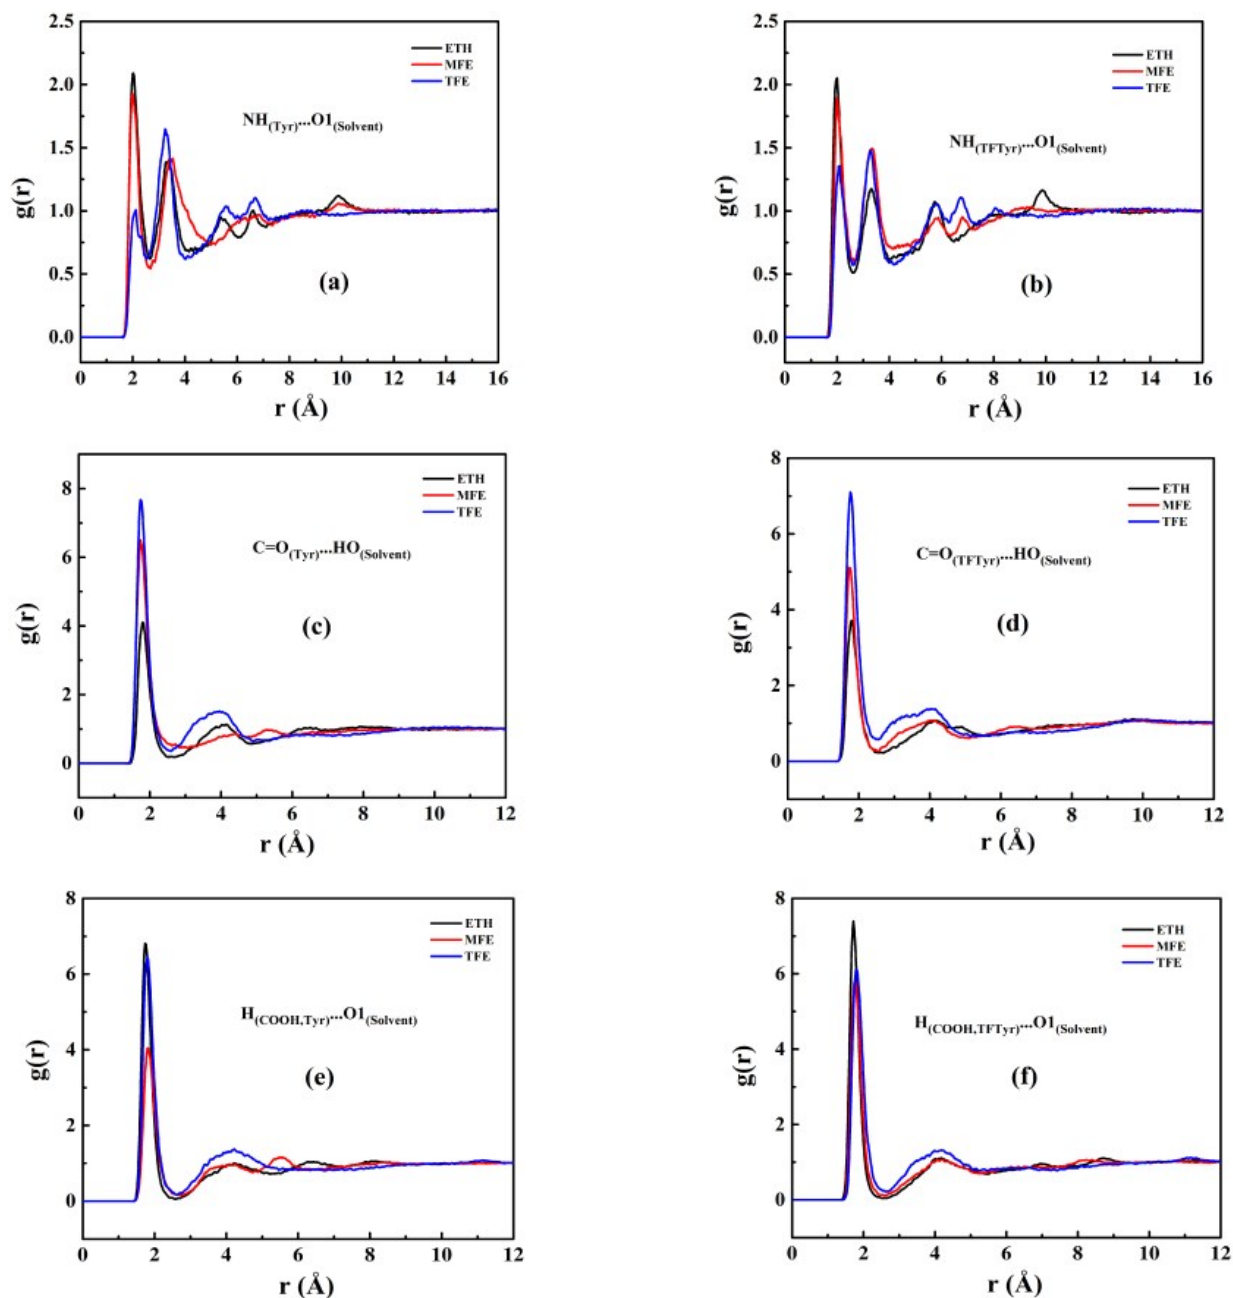 g(r)
2.5
2.0
1.5
1.0
0.5
0.0
ETH
MFE
TFE
NH(Tyr)...O1(Solvent)
(a)
0 2 4 6 8 10 12 14 16
r (Å)
g(r)
2.5
2.0
1.5
1.0
0.5
0.0
ETH
MFE
TFE
NH(TFTyr)...O1(Solvent)
(b)
0 2 4 6 8 10 12 14 16
r (Å)
g(r)
8
6
4
2
0
ETH
MFE
TFE
C=O(Tyr)...HO(Solvent)
(c)
0 2 4 6 8 10 12
r (Å)
g(r)
8
6
4
2
0
ETH
MFE
TFE
C=O(TFTyr)...HO(Solvent)
(d)
0 2 4 6 8 10 12
r (Å)
g(r)
8
6
4
2
0
ETH
MFE
TFE
H(COOH,Tyr)...O1(Solvent)
(e)
0 2 4 6 8 10 12
r (Å)
g(r)
8
6
4
2
0
ETH
MFE
TFE
H(COOH,TFTyr)...O1(Solvent)
(f)
0 2 4 6 8 10 12
r (Å)